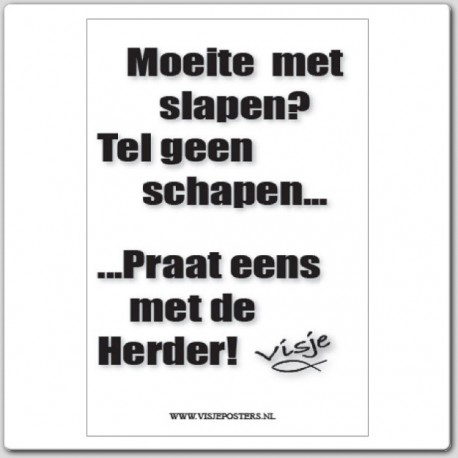 Moeite met
slapen?
Tel geen
schapen...
...Praat eens
met de
Herder! Visje
WWW.VISJEPOSTERS.NL